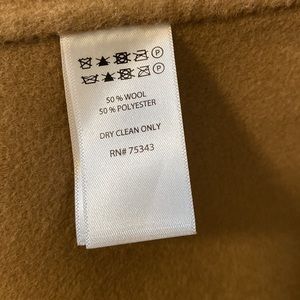 50 % WOOL
50 % POLYESTER
DRY CLEAN ONLY
RN# 75343